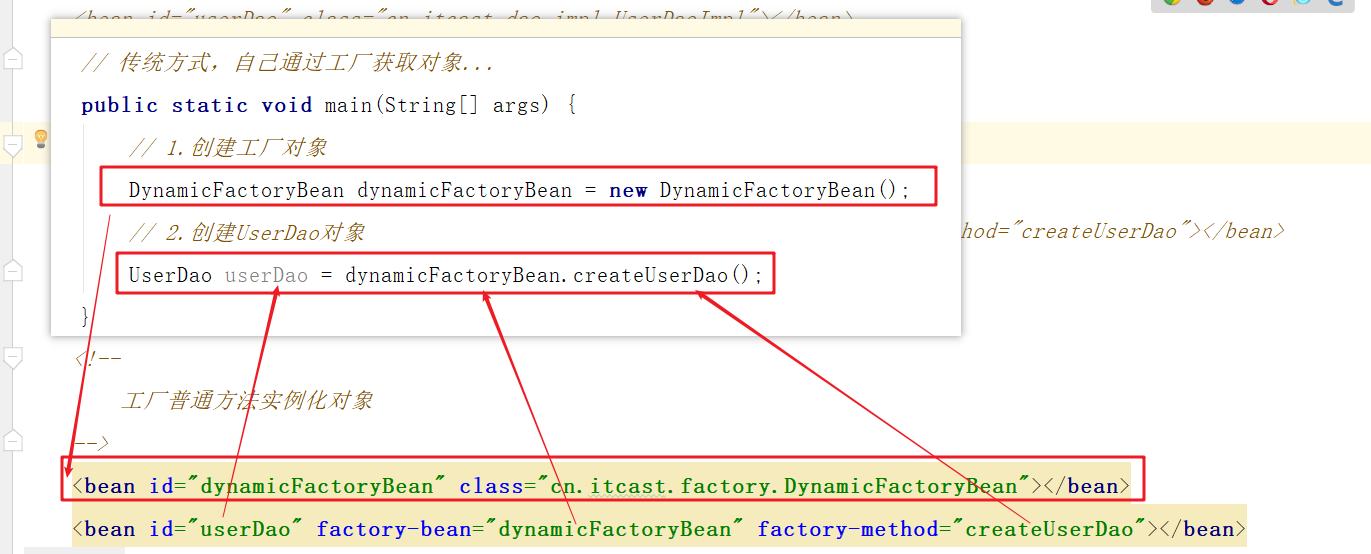 <bean id="userDao" class="cn.itcast.dao.impl.UserDaoImpl"></bean>
// 传统方式，自己通过工厂获取对象...
public static void main(String[] args) {
// 1.创建工厂对象
DynamicFactoryBean dynamicFactoryBean = new DynamicFactoryBean();
// 2.创建UserDao对象
hod="createUserDao"></bean>
UserDao userDao = dynamicFactoryBean.createUserDao();
}
<!--
工厂普通方法实例化对象
-->
<bean id="dynamicFactoryBean" class="cn.itcast.factory.DynamicFactoryBean"></bean>
<bean id="userDao" factory-bean="dynamicFactoryBean" factory-method="createUserDao"></bean>